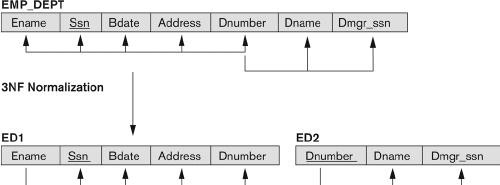 EMP_DEPT
Ename Ssn Bdate Address Dnumber Dname Dmgr_ssn
3NF Normalization
ED1 ED2
Ename Ssn Bdate Address Dnumber Dnumber Dname Dmgr_ssn